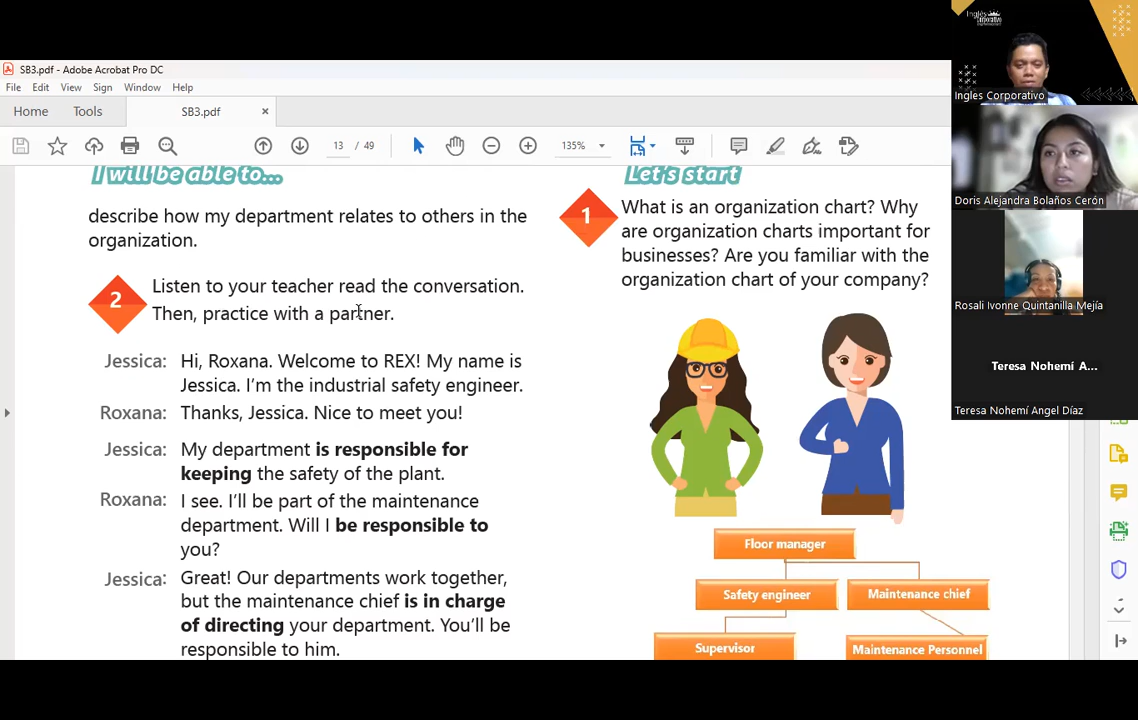 SB3.pdf - Adobe Acrobat Pro DC
File Edit View Sign Window Help
Home Tools SB3.pdf ×
13 / 49 135%
I will be able to...
describe how my department relates to others in the
organization.
2
Listen to your teacher read the conversation.
Then, practice with a partner.
Jessica: Hi, Roxana. Welcome to REX! My name is
Jessica. I'm the industrial safety engineer.
Roxana: Thanks, Jessica. Nice to meet you!
Jessica: My department is responsible for
keeping the safety of the plant.
Roxana: I see. I'll be part of the maintenance
department. Will I be responsible to
you?
Jessica: Great! Our departments work together,
but the maintenance chief is in charge
of directing your department. You'll be
responsible to him.
Let's start
1
What is an organization chart? Why
are organization charts important for
businesses? Are you familiar with the
organization chart of your company?
Floor manager
Safety engineer
Maintenance chief
Supervisor
Maintenance Personnel
Inglés
Corporativo
Ingles Corporativo
Doris Alejandra Bolaños Cerón
Rosali Ivonne Quintanilla Mejía
Teresa Nohemí A...
Teresa Nohemí Angel Díaz